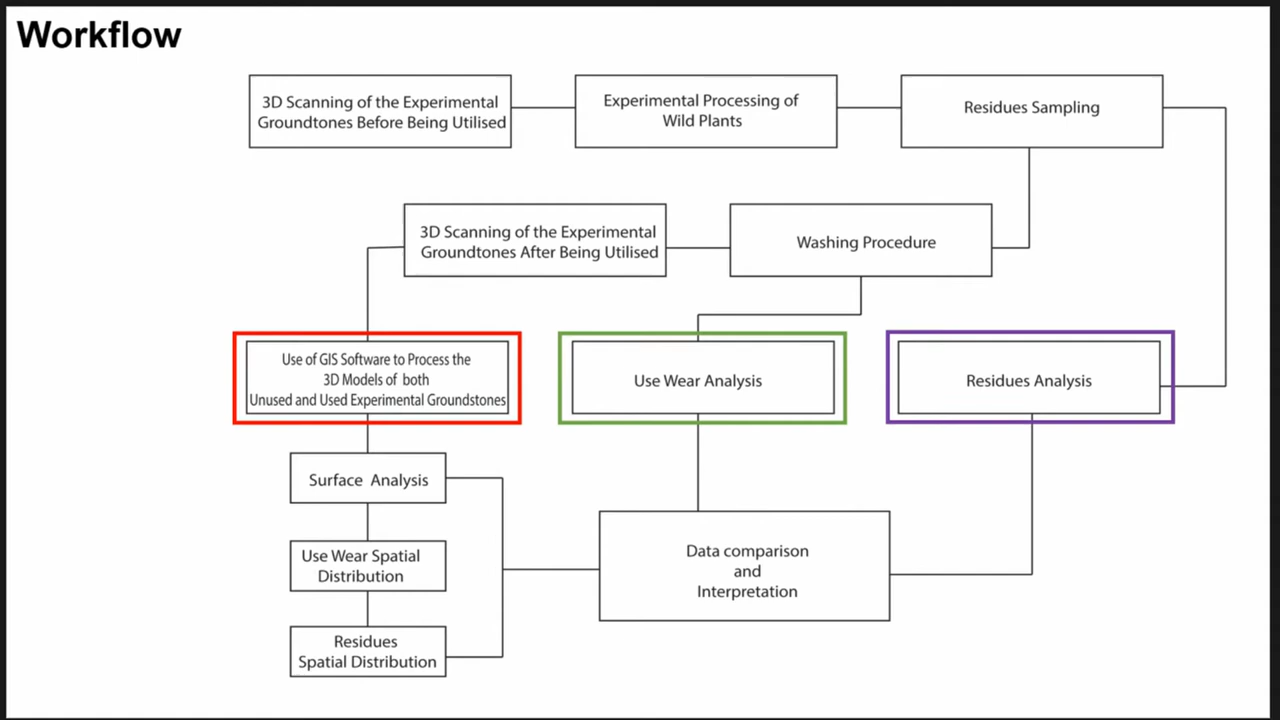 Workflow
3D Scanning of the Experimental
Groundtones Before Being Utilised
Experimental Processing of
Wild Plants
Residues Sampling
3D Scanning of the Experimental
Groundtones After Being Utilised
Washing Procedure
Use of GIS Software to Process the
3D Models of both
Unused and Used Experimental Groundstones
Use Wear Analysis
Residues Analysis
Surface Analysis
Use Wear Spatial
Distribution
Residues
Spatial Distribution
Data comparison
and
Interpretation